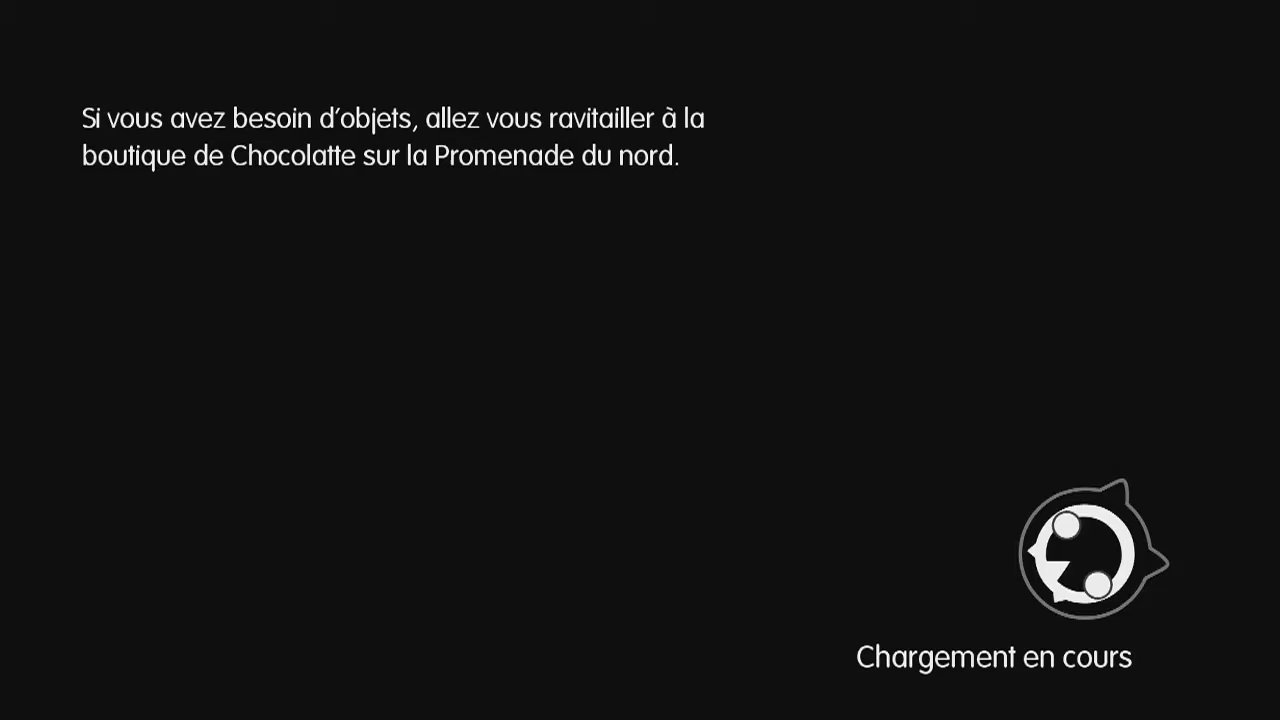 Si vous avez besoin d'objets, allez vous ravitailler à la
boutique de Chocolatte sur la Promenade du nord.
Chargement en cours